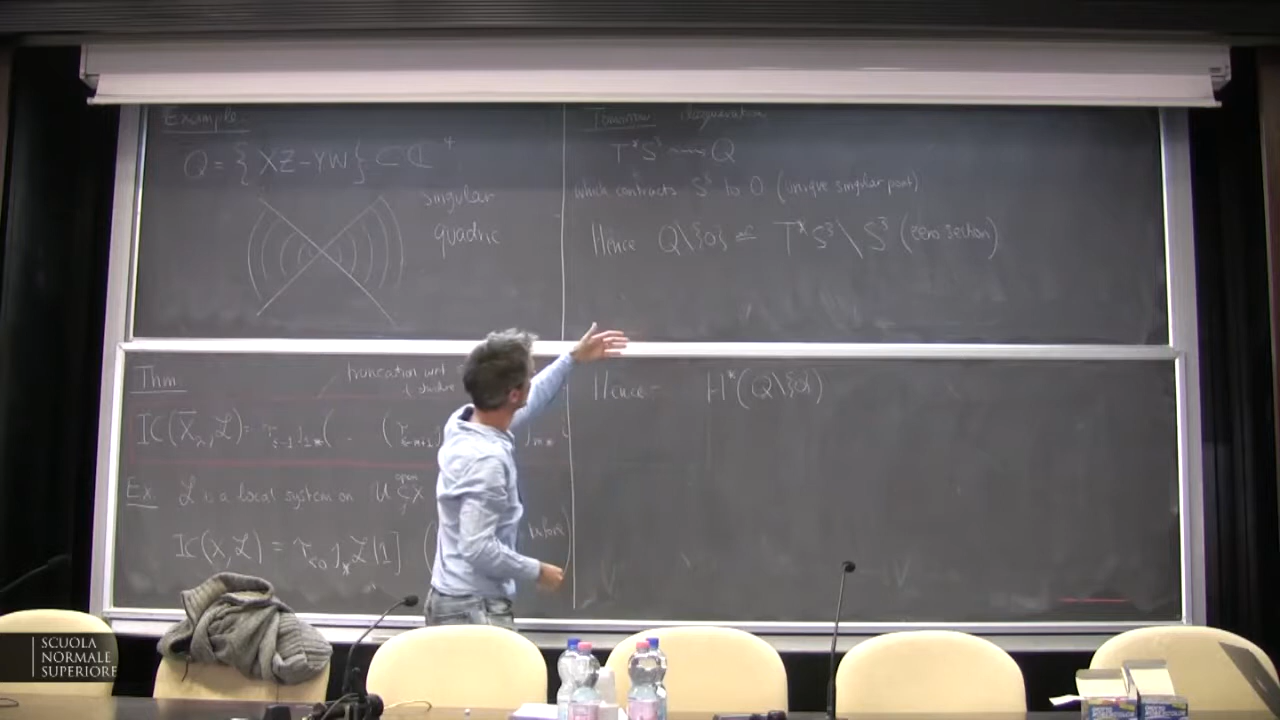 Example:
Q = { XZ - YW } ⊂ ℂ⁴
singular
quadric
Tomorrow
T*S³ ⟿ Q
which contracts S³ to 0 (unique singular point)
Hence Q\{0} ≃ T*S³ \ S³ (zero section)
Thm
truncation wrt
t structure
IC(
Ex. ℒ is a local system on U open ⊂ X
IC(X,ℒ) = τ≤0 j* ℒ[1]
Hence H*(Q\{0})
SCUOLA
NORMALE
SUPERIORE